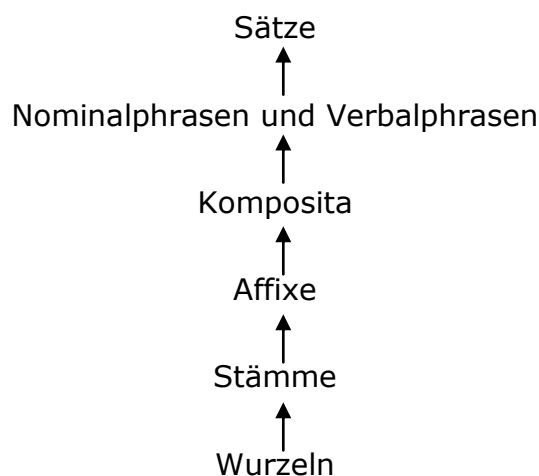 Sätze
Nominalphrasen und Verbalphrasen
Komposita
Affixe
Stämme
Wurzeln